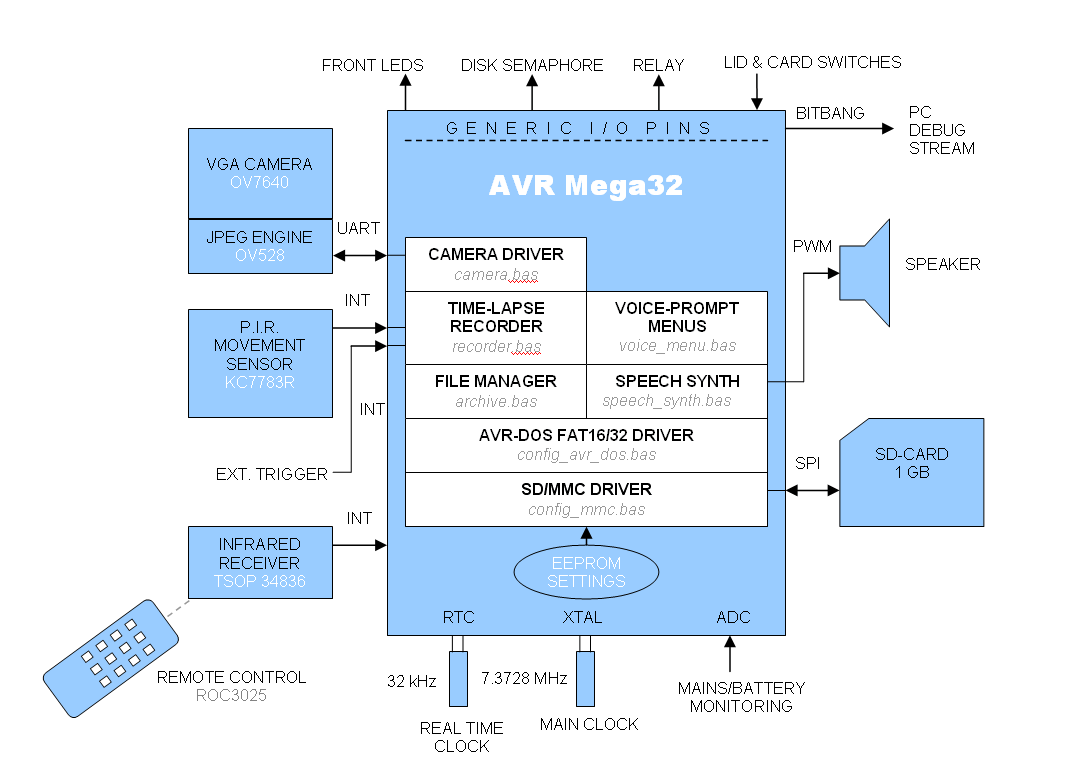 FRONT LEDS
DISK SEMAPHORE
RELAY
LID & CARD SWITCHES
GENERIC I/O PINS
BITBANG
PC
DEBUG
STREAM
AVR Mega32
VGA CAMERA
OV7640
JPEG ENGINE
OV528
UART
CAMERA DRIVER
camera.bas
PWM
SPEAKER
INT
P.I.R.
MOVEMENT
SENSOR
KC7783R
TIME-LAPSE
RECORDER
recorder.bas
VOICE-PROMPT
MENUS
voice_menu.bas
FILE MANAGER
archive.bas
SPEECH SYNTH
speech_synth.bas
INT
EXT. TRIGGER
AVR-DOS FAT16/32 DRIVER
config_avr_dos.bas
SD/MMC DRIVER
config_mmc.bas
SPI
SD-CARD
1 GB
INT
INFRARED
RECEIVER
TSOP 34836
EEPROM
SETTINGS
RTC
XTAL
ADC
REMOTE CONTROL
ROC3025
32 kHz
REAL TIME
CLOCK
7.3728 MHz
MAIN CLOCK
MAINS/BATTERY
MONITORING